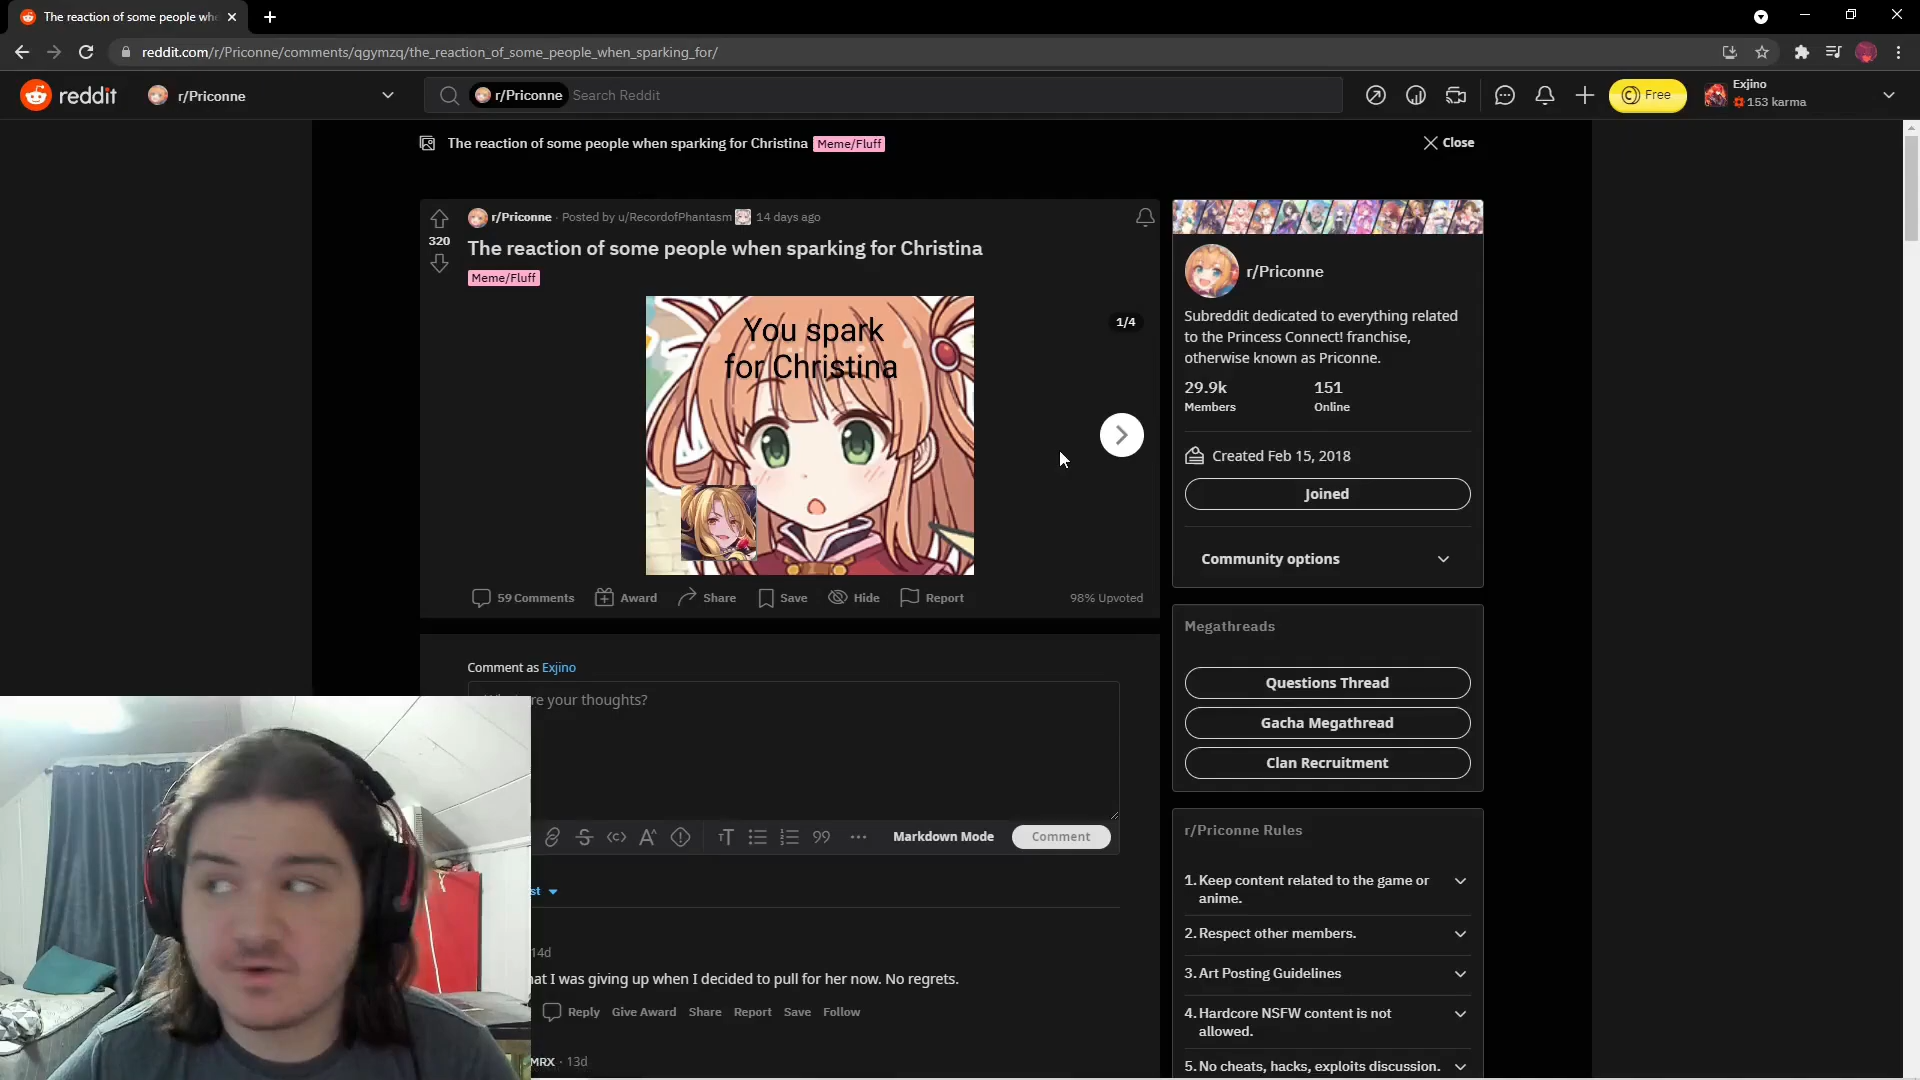 The reaction of some people whe
reddit.com/r/Priconne/comments/qgymzq/the_reaction_of_some_people_when_sparking_for/
reddit
r/Priconne
r/Priconne Search Reddit
Free
Exjino
153 karma
The reaction of some people when sparking for Christina Meme/Fluff
Close
r/Priconne · Posted by u/RecordofPhantasm 14 days ago
320
The reaction of some people when sparking for Christina
Meme/Fluff
You spark
for Christina
1/4
59 Comments Award Share Save Hide Report 98% Upvoted
Comment as Exjino
re your thoughts?
Markdown Mode Comment
st
14d
at I was giving up when I decided to pull for her now. No regrets.
Reply Give Award Share Report Save Follow
MRX · 13d
r/Priconne
Subreddit dedicated to everything related
to the Princess Connect! franchise,
otherwise known as Priconne.
29.9k 151
Members Online
Created Feb 15, 2018
Joined
Community options
Megathreads
Questions Thread
Gacha Megathread
Clan Recruitment
r/Priconne Rules
1. Keep content related to the game or
anime.
2. Respect other members.
3. Art Posting Guidelines
4. Hardcore NSFW content is not
allowed.
5. No cheats, hacks, exploits discussion.